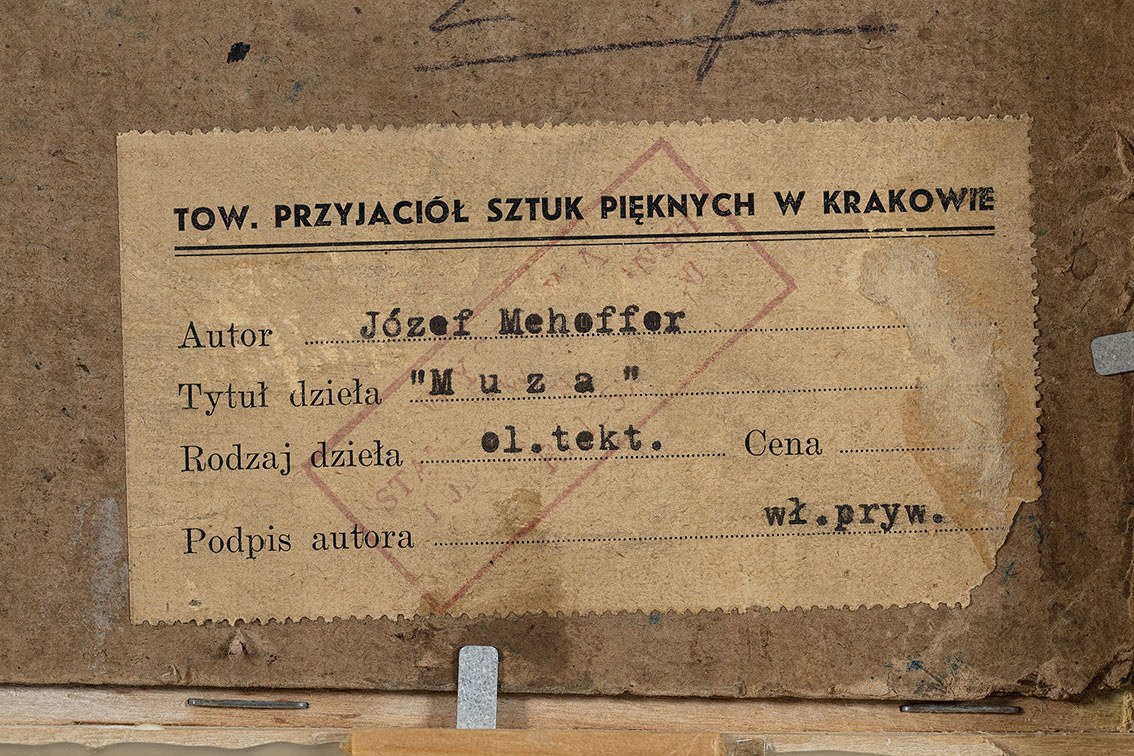 TOW. PRZYJACIÓŁ SZTUK PIĘKNYCH W KRAKOWIE
Autor Józef Mehoffer
Tytuł dzieła "Muza"
Rodzaj dzieła ol.tekt. Cena
wł.pryw.
Podpis autora